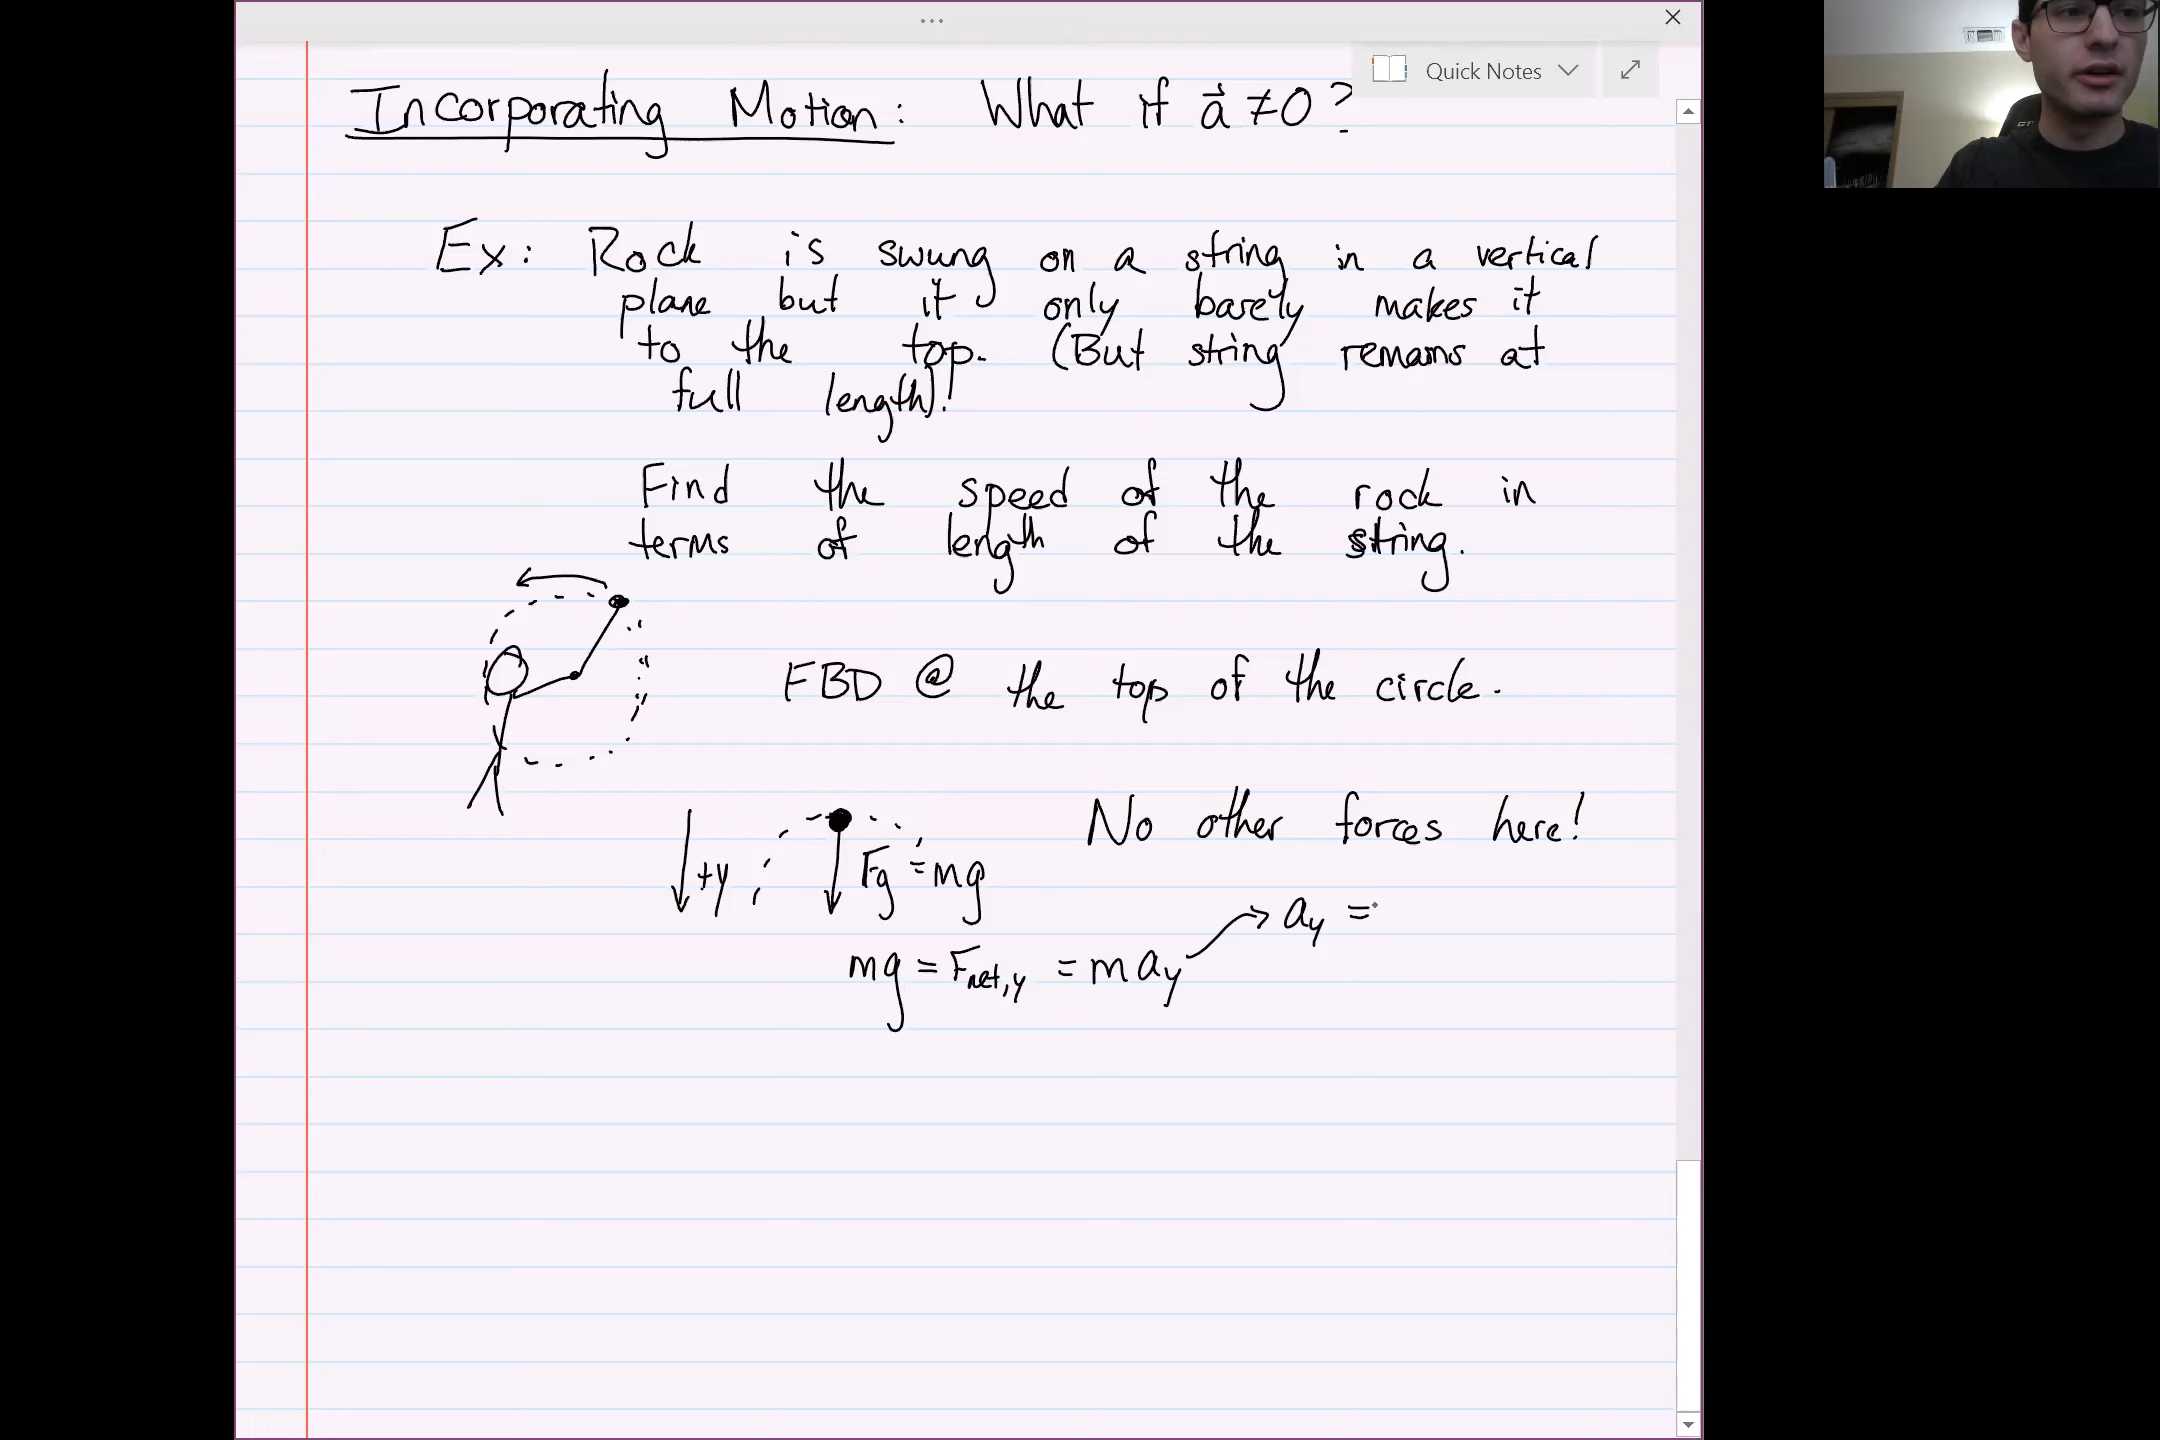 Quick Notes
Incorporating Motion: What if a⃗ ≠ 0?
Ex: Rock is swung on a string in a vertical
plane but it only barely makes it
to the top. (But string remains at
full length)!
Find the speed of the rock in
terms of length of the string.
FBD @ the top of the circle.
No other forces here!
+y
Fg = mg
ay =
mg = Fnet,y = may